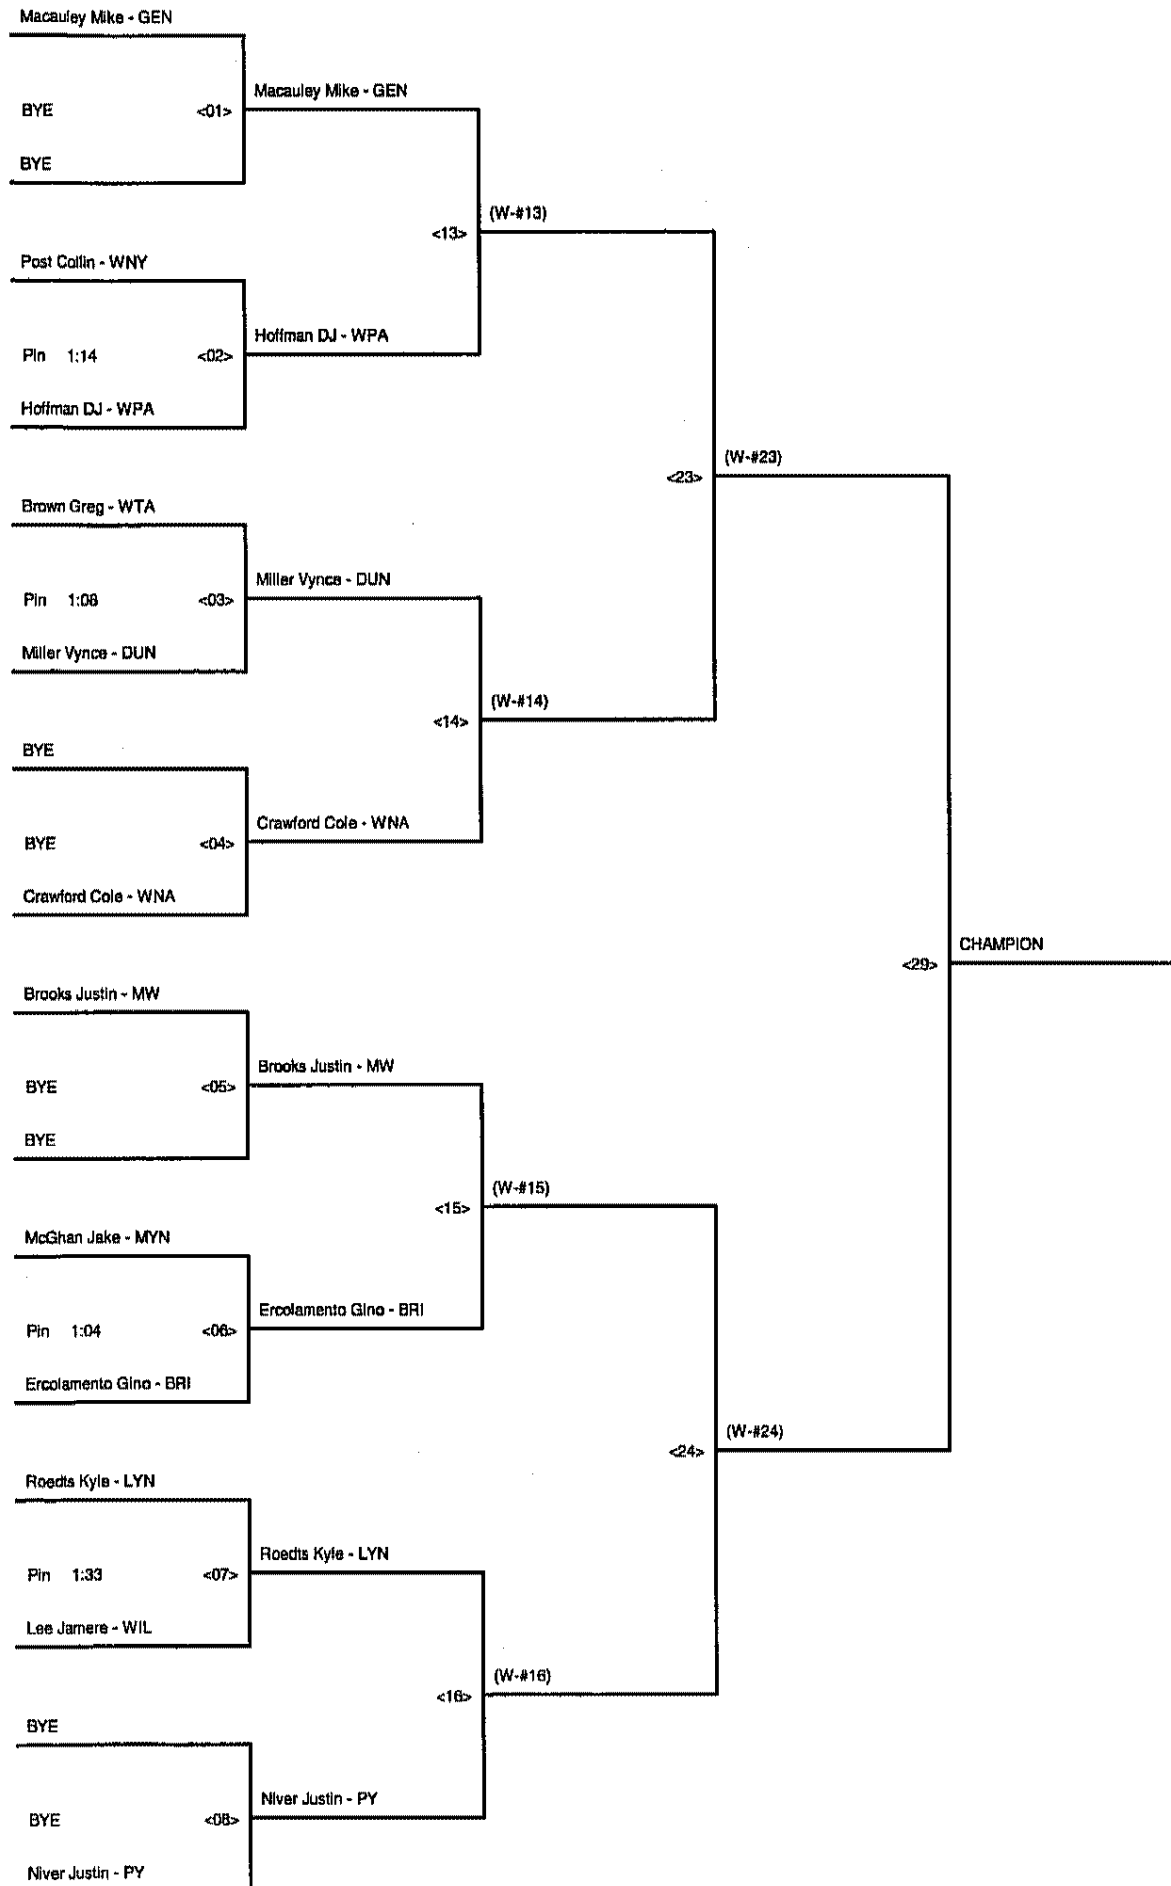 Macauley Mike - GEN
Macauley Mike - GEN
BYE <01>
BYE
(W-#13)
<13>
Post Collin - WNY
Hoffman DJ - WPA
Pin 1:14 <02>
Hoffman DJ - WPA
(W-#23)
<23>
Brown Greg - WTA
Miller Vynce - DUN
Pin 1:08 <03>
Miller Vynce - DUN
(W-#14)
<14>
BYE
Crawford Cole - WNA
BYE <04>
Crawford Cole - WNA
CHAMPION
<29>
Brooks Justin - MW
Brooks Justin - MW
BYE <05>
BYE
(W-#15)
<15>
McGhan Jake - MYN
Ercolamento Gino - BRI
Pin 1:04 <06>
Ercolamento Gino - BRI
(W-#24)
<24>
Roedts Kyle - LYN
Roedts Kyle - LYN
Pin 1:33 <07>
Lee Jamere - WIL
(W-#16)
<16>
BYE
Niver Justin - PY
BYE <08>
Niver Justin - PY